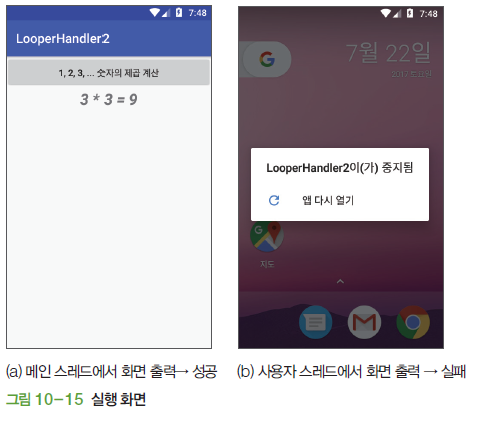 7:48
LooperHandler2
1, 2, 3, ... 숫자의 제곱 계산
3 * 3 = 9
7:48
G
7월 22일
LooperHandler2이(가) 중지됨
앱 다시 열기
지도
(a) 메인 스레드에서 화면 출력→ 성공
(b) 사용자 스레드에서 화면 출력 → 실패
그림 10-15 실행 화면